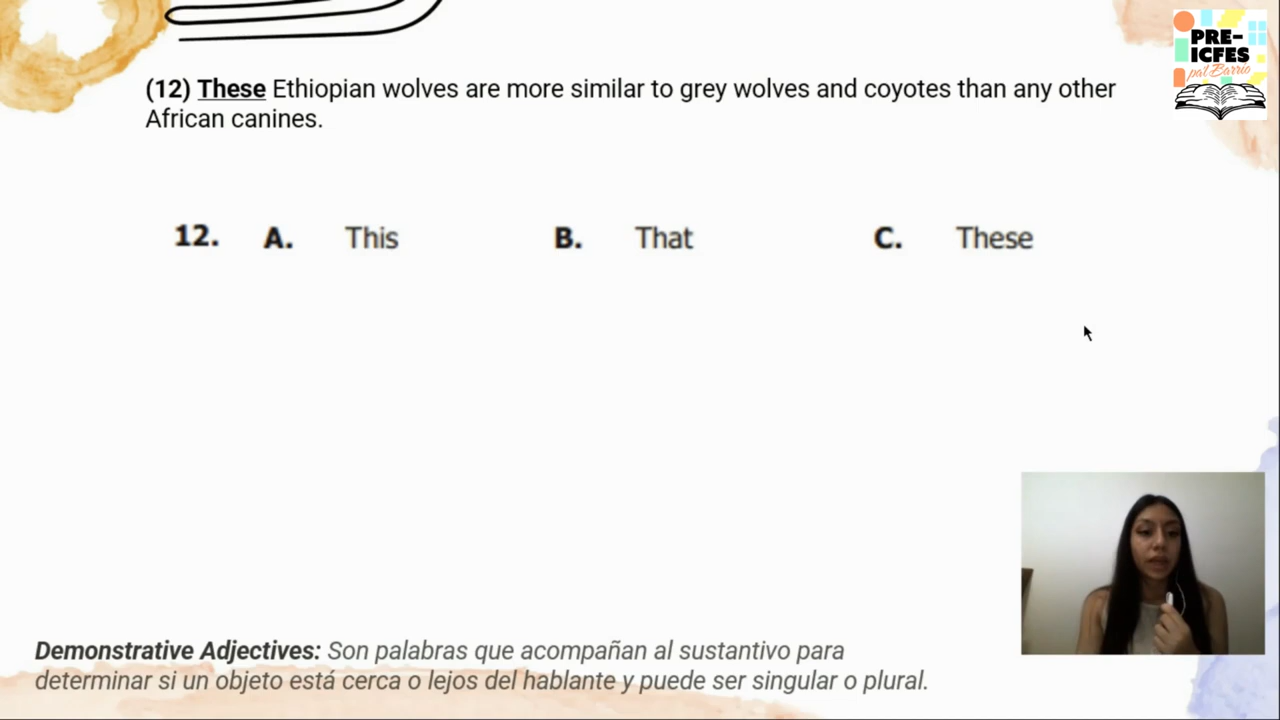 PRE-
ICFES
pa'l Barrio
(12) These Ethiopian wolves are more similar to grey wolves and coyotes than any other
African canines.
12. A. This B. That C. These
Demonstrative Adjectives: Son palabras que acompañan al sustantivo para
determinar si un objeto está cerca o lejos del hablante y puede ser singular o plural.